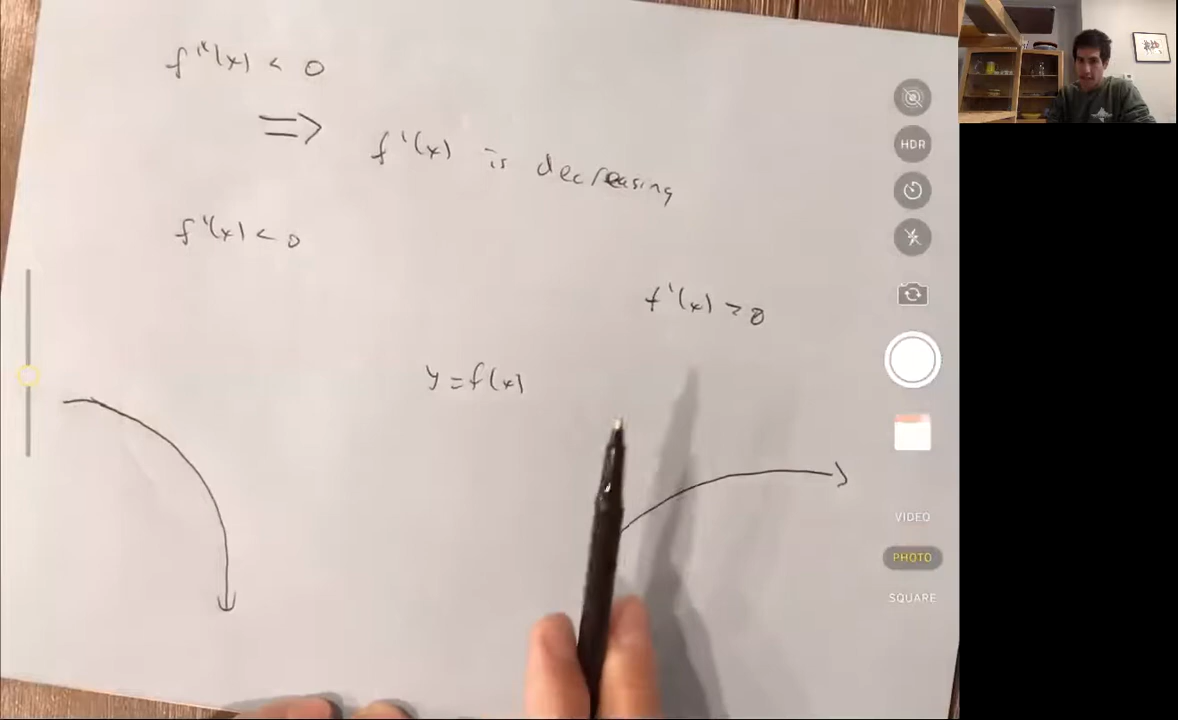 f''(x) < 0
⇒ f'(x) is decreasing
f'(x) < 0
f'(x) > 0
y = f(x)
HDR
VIDEO
PHOTO
SQUARE